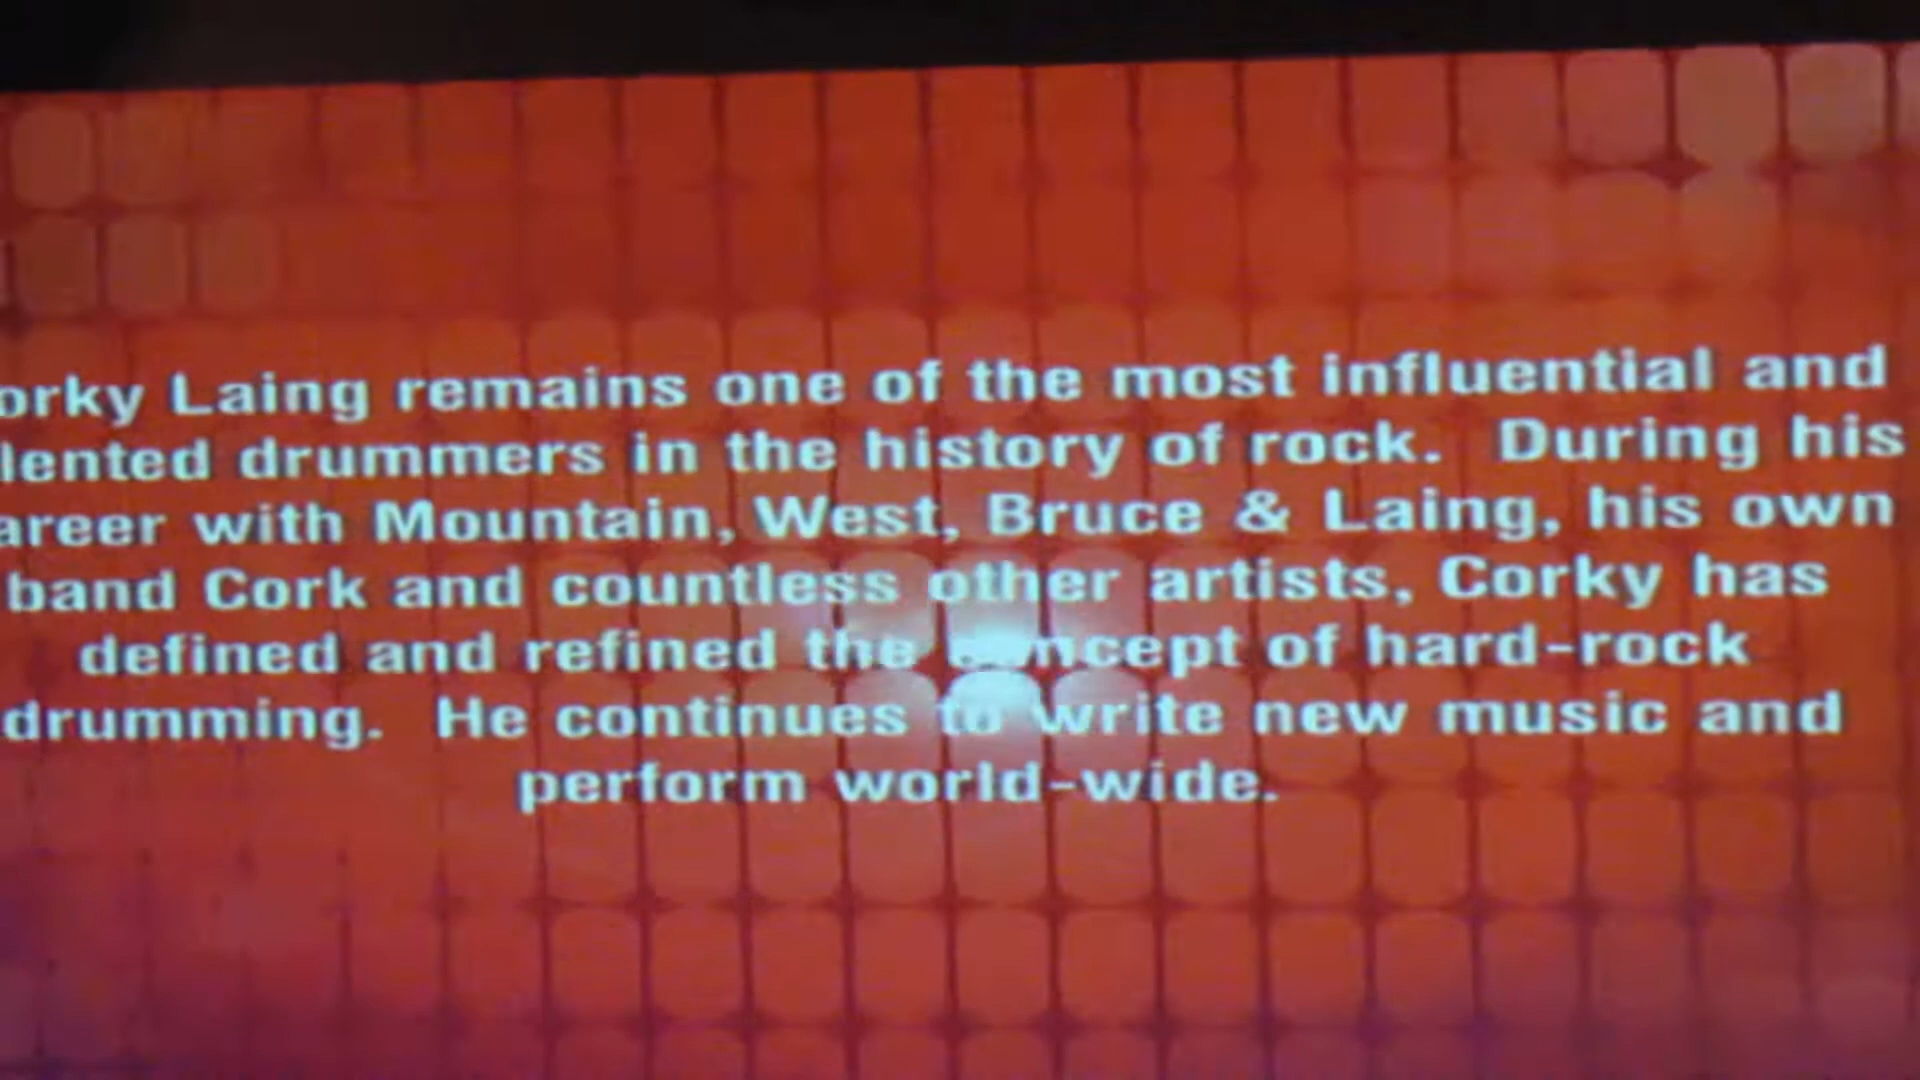 orky Laing remains one of the most influential and
lented drummers in the history of rock. During his
areer with Mountain, West, Bruce & Laing, his own
band Cork and countless other artists, Corky has
defined and refined the concept of hard-rock
drumming. He continues to write new music and
perform world-wide.